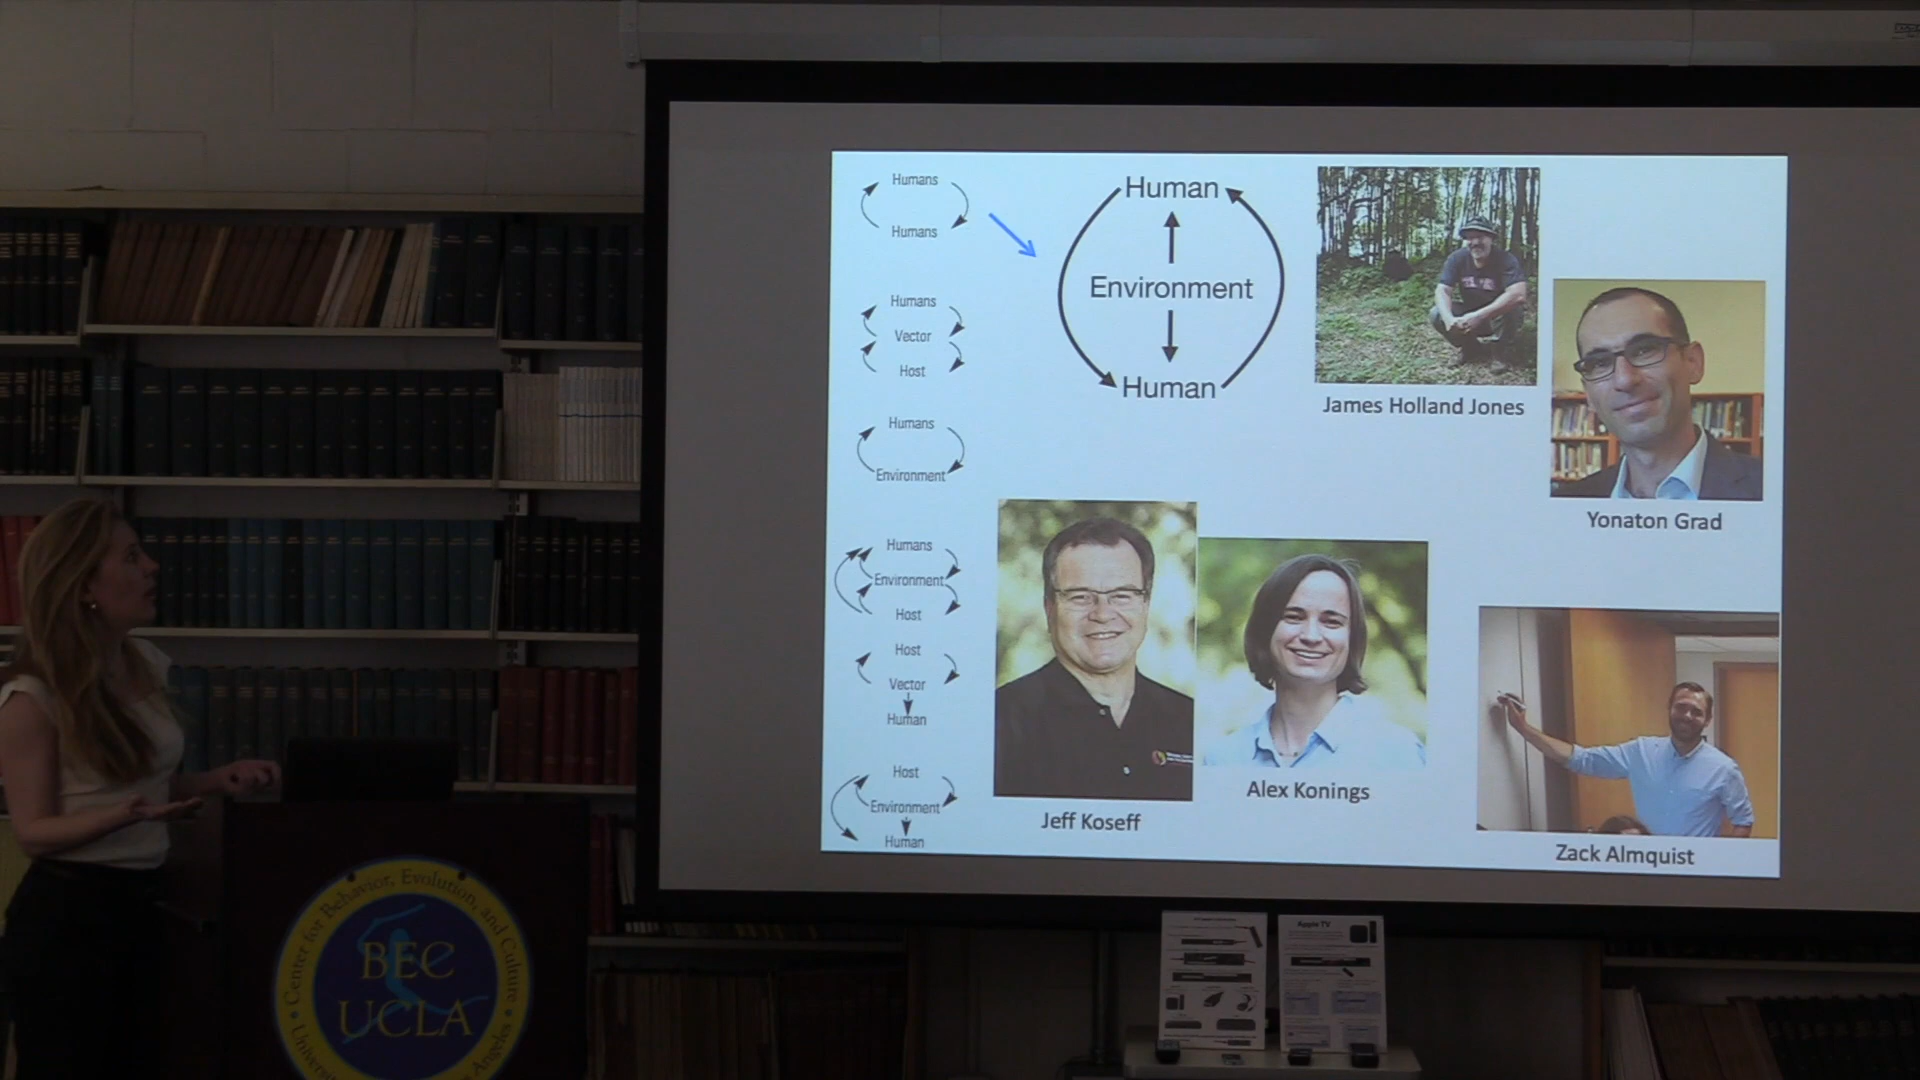 Humans
Humans
Humans
Vector
Host
Humans
Environment
Humans
Environment
Host
Host
Vector
Human
Host
Environment
Human
Human
Environment
Human
James Holland Jones
Yonaton Grad
Jeff Koseff
Alex Konings
Zack Almquist
Center for Behavior, Evolution, and Culture
BEC
UCLA
Apple TV